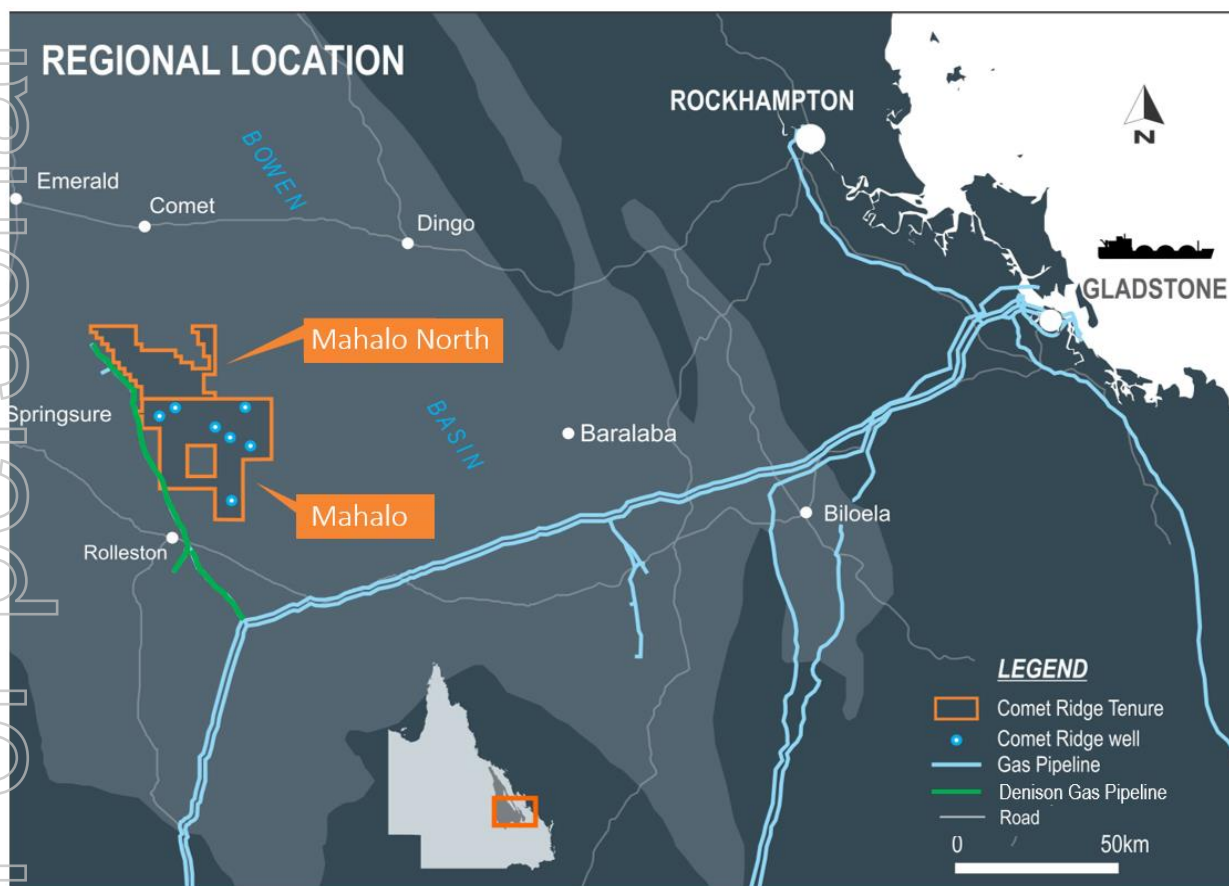 REGIONAL LOCATION
ROCKHAMPTON
N
BOWEN
Emerald
Comet
Dingo
GLADSTONE
Mahalo North
Springsure
BASIN
Baralaba
Mahalo
Biloela
Rolleston
LEGEND
Comet Ridge Tenure
Comet Ridge well
Gas Pipeline
Denison Gas Pipeline
Road
0 50km